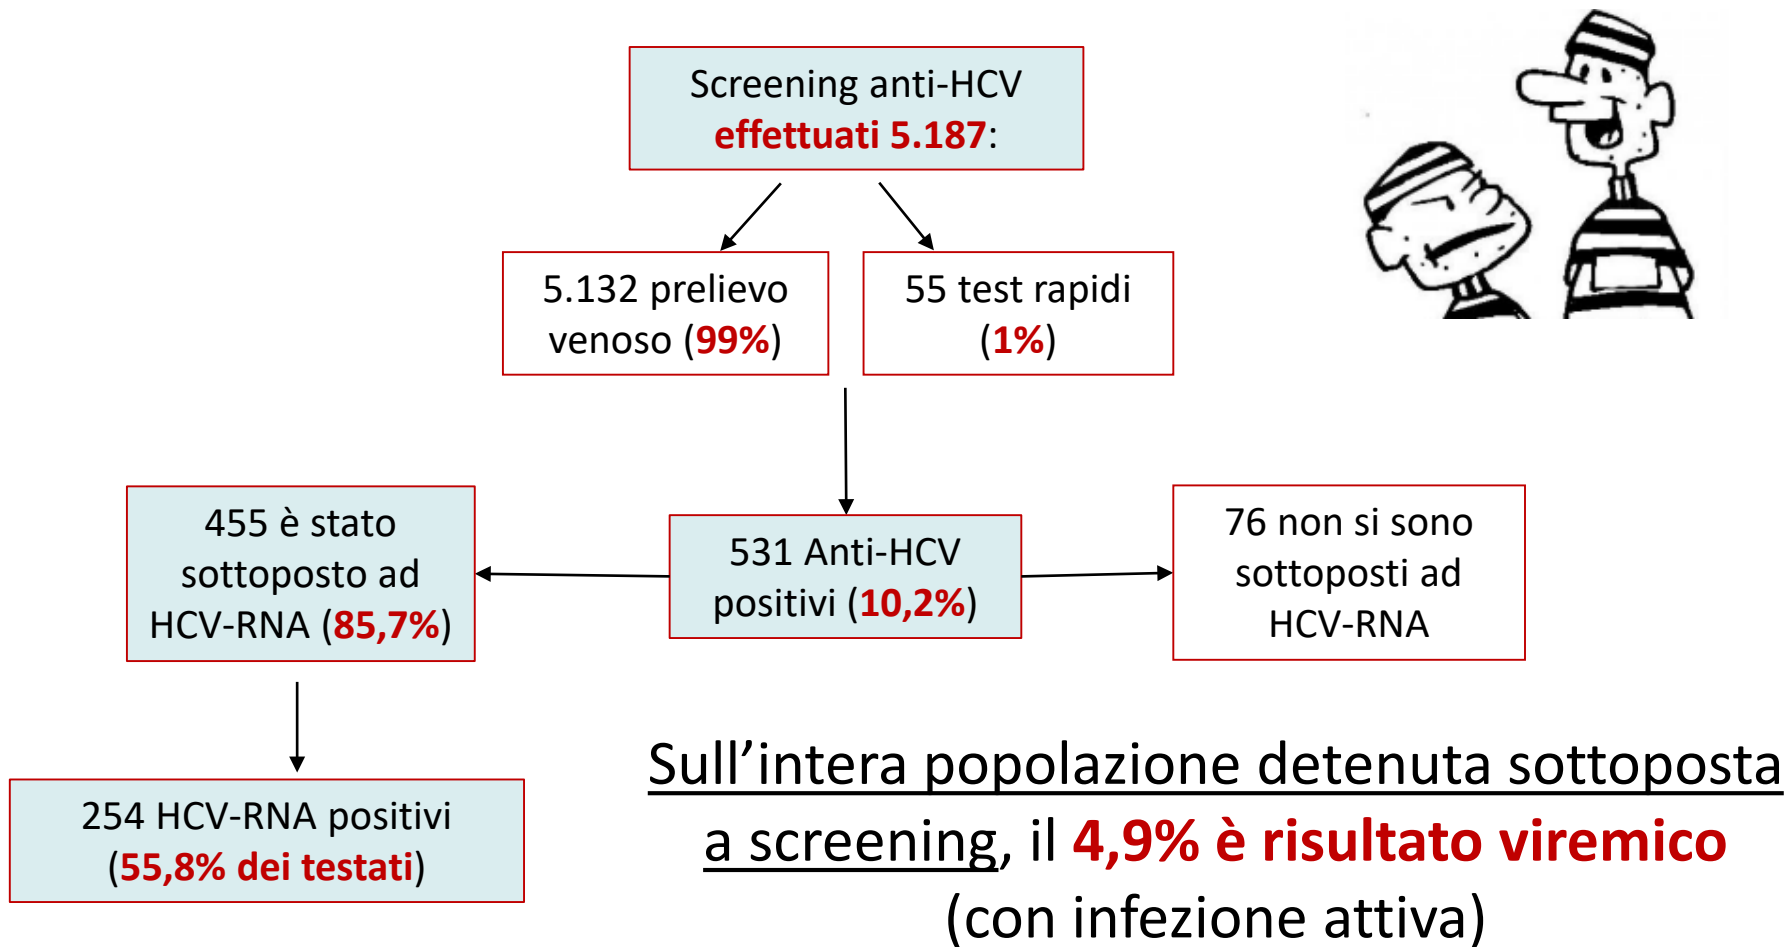 Screening anti-HCV
effettuati 5.187:
5.132 prelievo
venoso (99%)
55 test rapidi
(1%)
455 è stato
sottoposto ad
HCV-RNA (85,7%)
531 Anti-HCV
positivi (10,2%)
76 non si sono
sottoposti ad
HCV-RNA
254 HCV-RNA positivi
(55,8% dei testati)
Sull’intera popolazione detenuta sottoposta
a screening, il 4,9% è risultato viremico
(con infezione attiva)